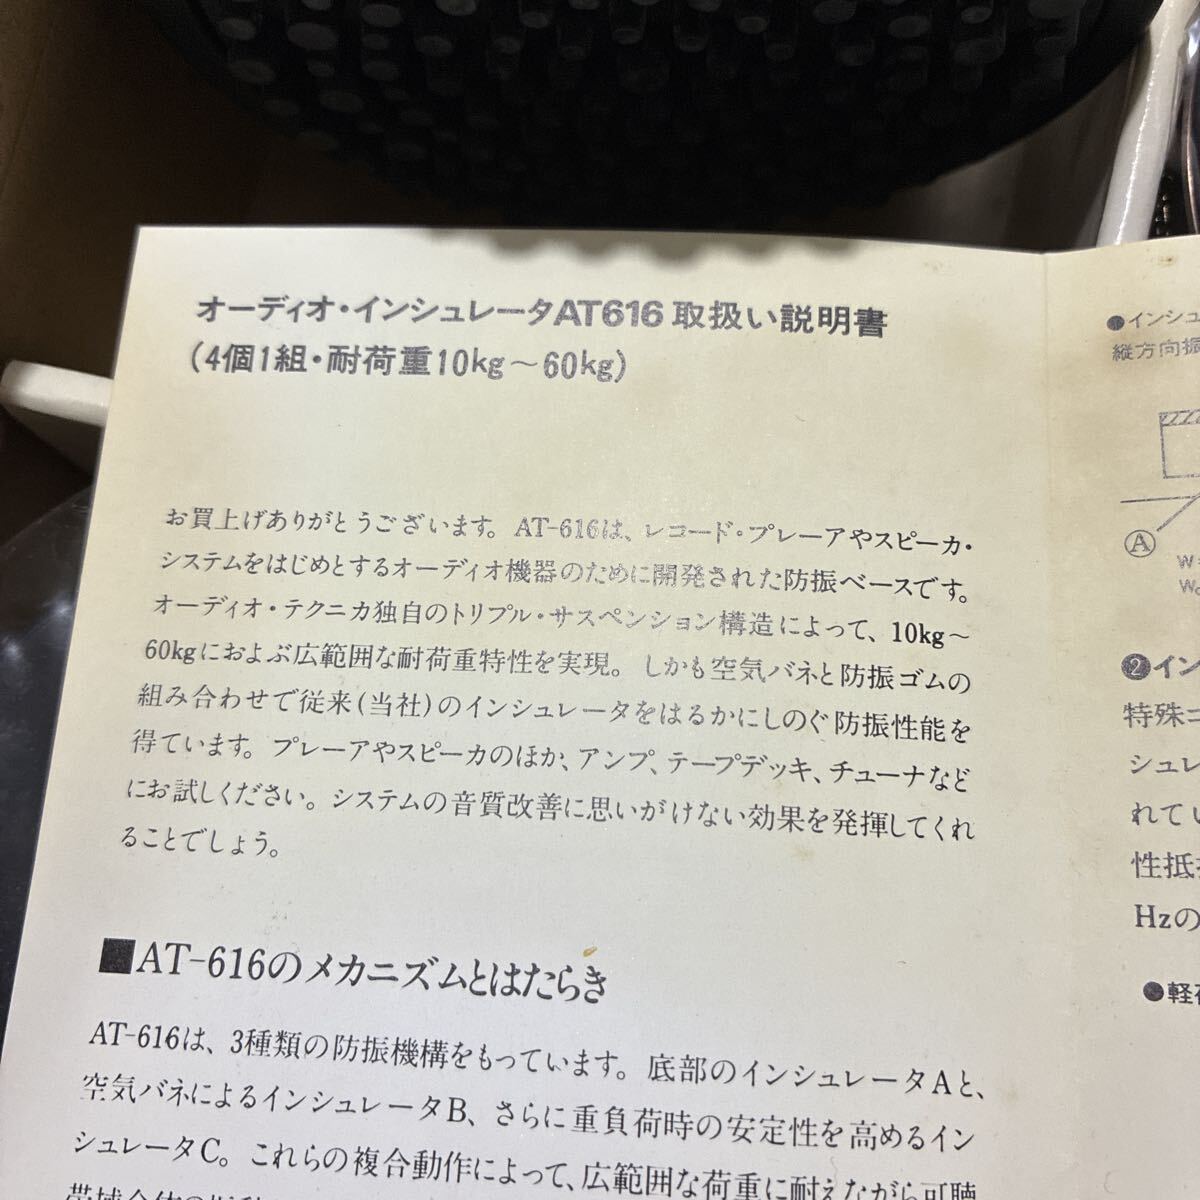 オーディオ・インシュレータAT616 取扱い説明書
(4個1組・耐荷重10kg～60kg)
お買上げありがとうございます。AT-616は、レコード・プレーアやスピーカ・
システムをはじめとするオーディオ機器のために開発された防振ベースです。
オーディオ・テクニカ独自のトリプル・サスペンション構造によって、10kg～
60kgにおよぶ広範囲な耐荷重特性を実現。しかも空気バネと防振ゴムの
組み合わせで従来(当社)のインシュレータをはるかにしのぐ防振性能を
得ています。プレーアやスピーカのほか、アンプ、テープデッキ、チューナなど
にお試しください。システムの音質改善に思いがけない効果を発揮してくれ
ることでしょう。
■AT-616のメカニズムとはたらき
AT-616は、3種類の防振機構をもっています。底部のインシュレータAと、
空気バネによるインシュレータB、さらに重負荷時の安定性を高めるイン
シュレータC。これらの複合動作によって、広範囲な荷重に耐えながら可聴
帯域全体の
●インシュ
縦方向振
Ⓐ
W
❷イン
特殊ゴ
シュレ
れてい
性抵抗
Hzの
●軽荷